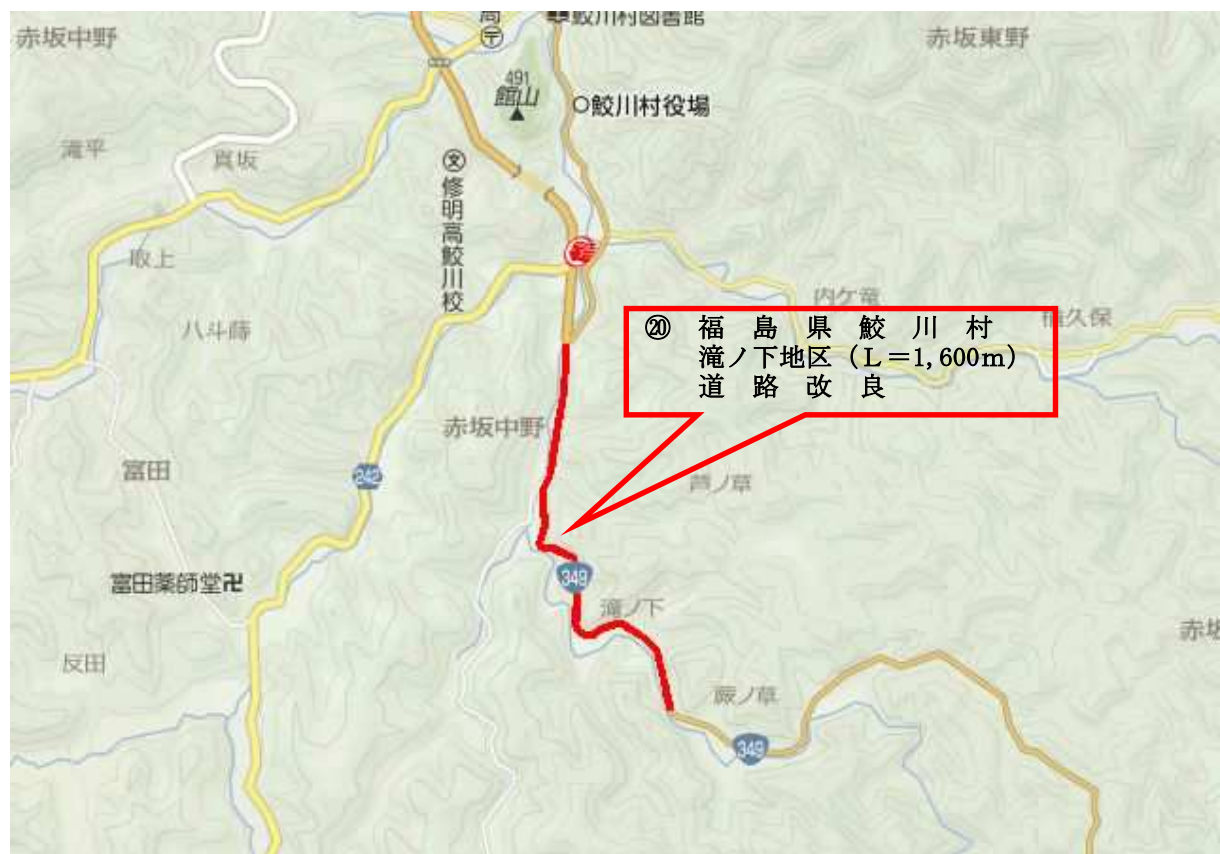 鮫川村図書館
赤坂中野
赤坂東野
491
館山
鮫川村役場
滝平
真坂
修明高鮫川校
取上
内ケ竜
八斗蒔
⑳ 福島県鮫川村
滝ノ下地区（L＝1,600m）
道路改良
赤坂中野
富田
242
芦ノ草
富田薬師堂
349
滝ノ下
反田
蕨ノ草
349